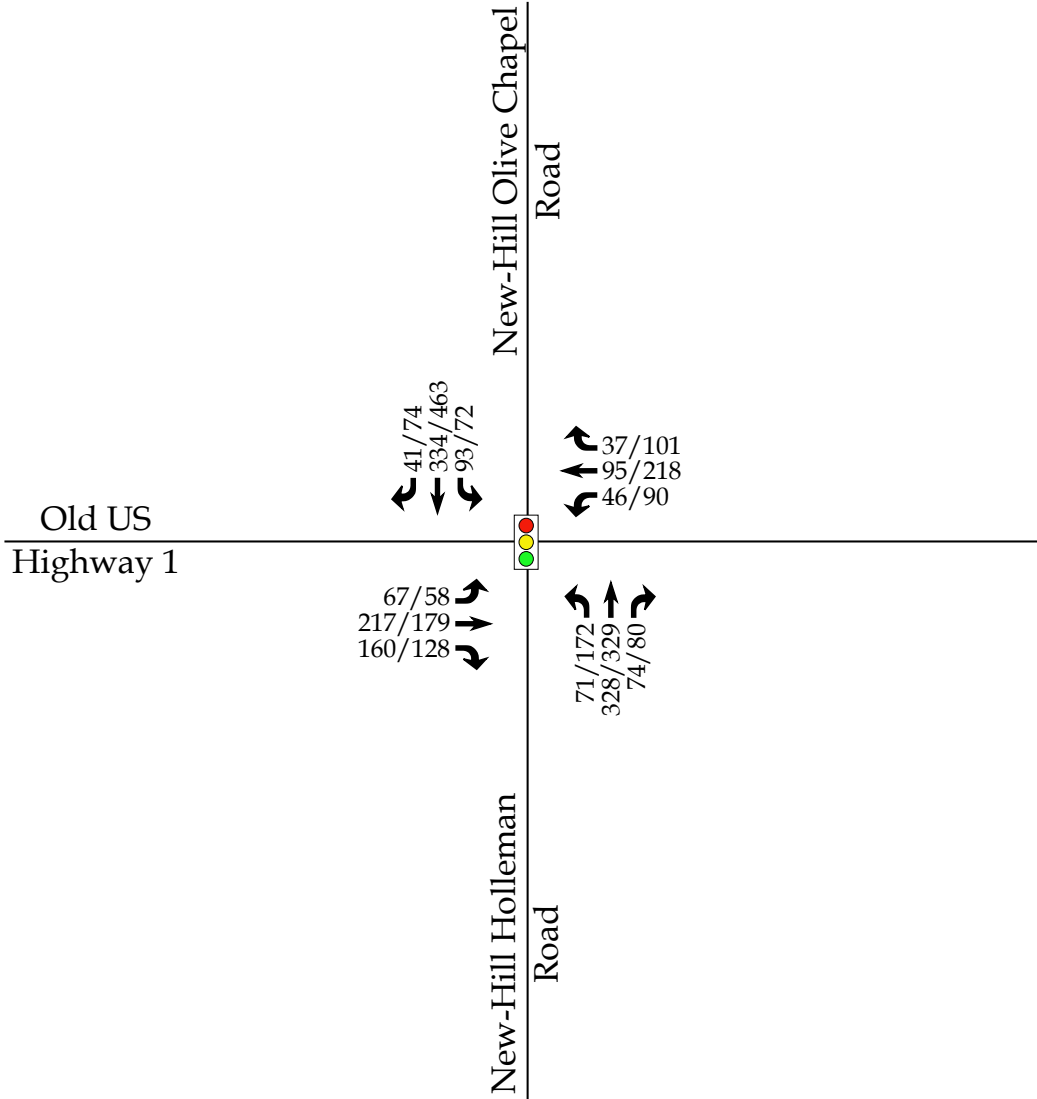 New-Hill Olive Chapel
Road
41/74
334/463
93/72
37/101
95/218
46/90
Old US
Highway 1
67/58
217/179
160/128
71/172
328/329
74/80
New-Hill Holleman
Road